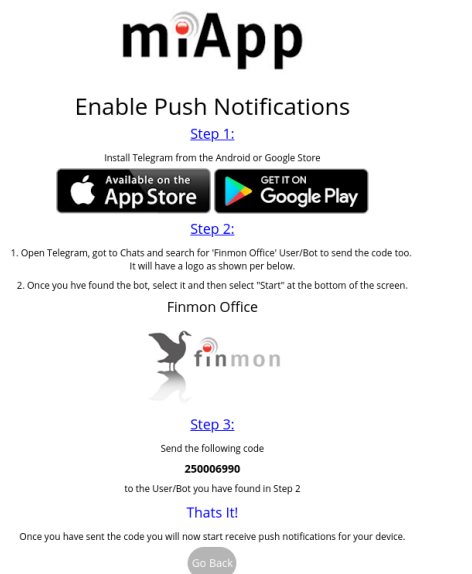 miApp
Enable Push Notifications
Step 1:
Install Telegram from the Android or Google Store
Available on the
App Store
GET IT ON
Google Play
Step 2:
1. Open Telegram, got to Chats and search for 'Finmon Office' User/Bot to send the code too.
It will have a logo as shown per below.
2. Once you hve found the bot, select it and then select "Start" at the bottom of the screen.
Finmon Office
finmon
Step 3:
Send the following code
250006990
to the User/Bot you have found in Step 2
Thats It!
Once you have sent the code you will now start receive push notifications for your device.
Go Back